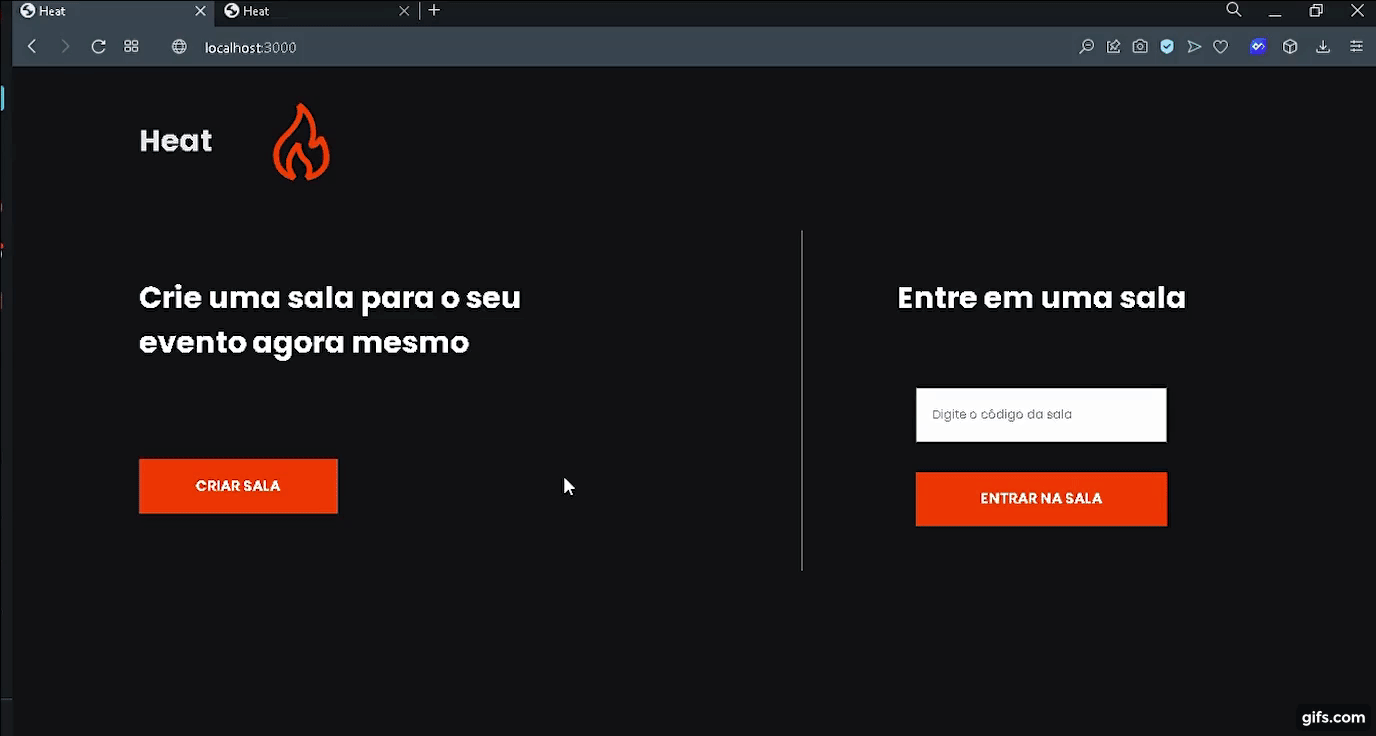 Heat
Heat
localhost:3000
Heat
Crie uma sala para o seu
evento agora mesmo
CRIAR SALA
Entre em uma sala
Digite o código da sala
ENTRAR NA SALA
gifs.com